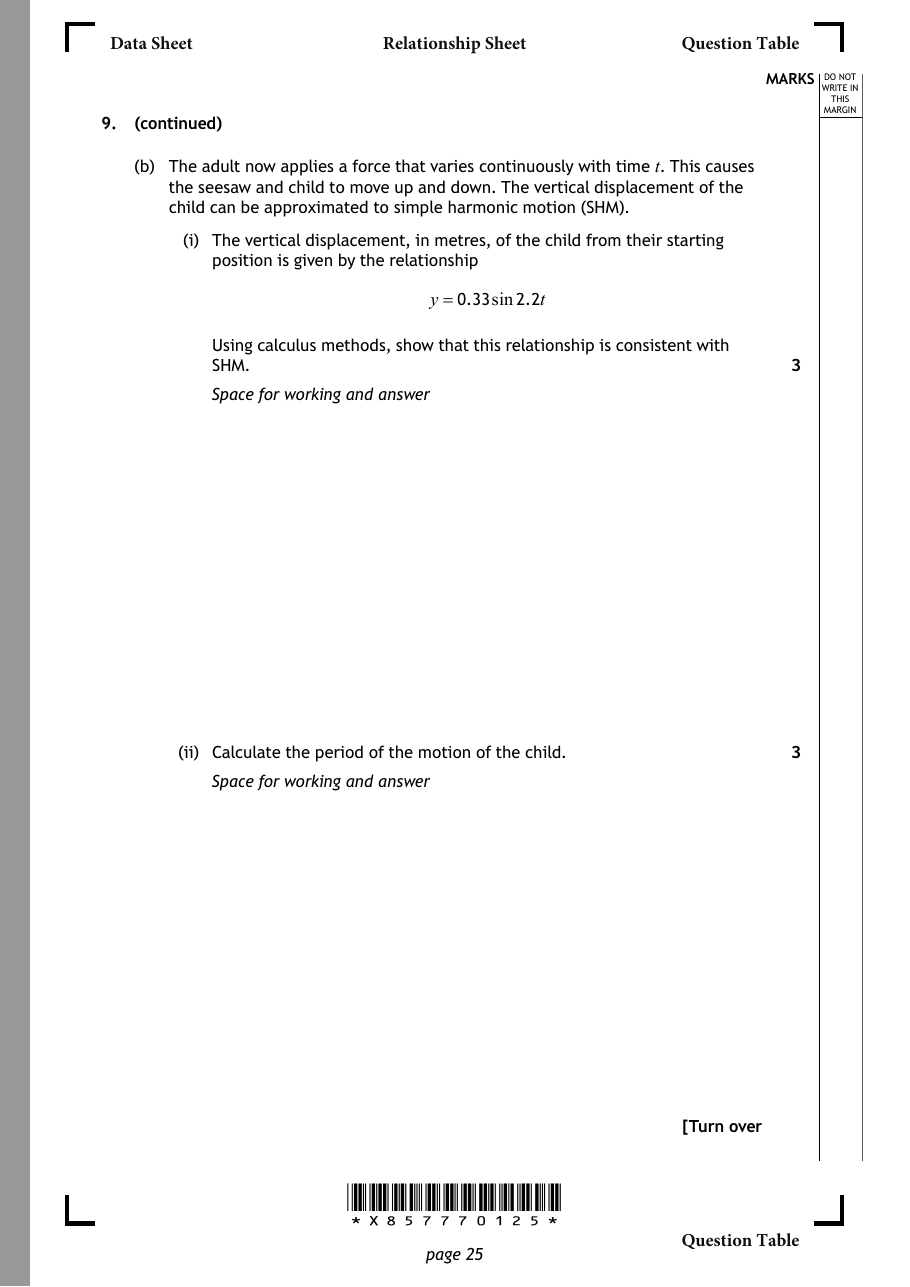 Data Sheet Relationship Sheet Question Table
MARKS
DO NOT
WRITE IN
THIS
MARGIN
9. (continued)
(b) The adult now applies a force that varies continuously with time t. This causes
the seesaw and child to move up and down. The vertical displacement of the
child can be approximated to simple harmonic motion (SHM).
(i) The vertical displacement, in metres, of the child from their starting
position is given by the relationship
y = 0.33 sin 2.2t
Using calculus methods, show that this relationship is consistent with
SHM. 3
Space for working and answer
(ii) Calculate the period of the motion of the child. 3
Space for working and answer
[Turn over
* X 8 5 7 7 7 0 1 2 5 *
Question Table
page 25